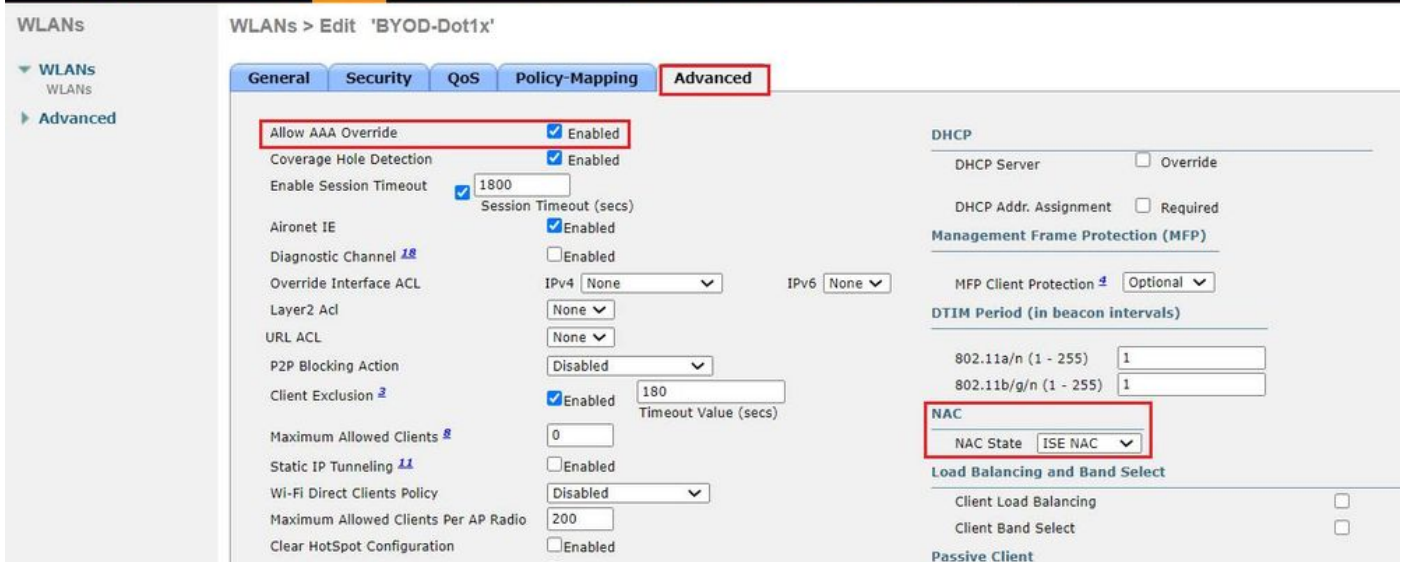 WLANs
WLANs
WLANs
Advanced
WLANs > Edit 'BYOD-Dot1x'
General Security QoS Policy-Mapping Advanced
Allow AAA Override Enabled
Coverage Hole Detection Enabled
Enable Session Timeout 1800
Session Timeout (secs)
Aironet IE Enabled
Diagnostic Channel 18 Enabled
Override Interface ACL IPv4 None IPv6 None
Layer2 Acl None
URL ACL None
P2P Blocking Action Disabled
Client Exclusion 3 Enabled 180
Timeout Value (secs)
Maximum Allowed Clients 8 0
Static IP Tunneling 11 Enabled
Wi-Fi Direct Clients Policy Disabled
Maximum Allowed Clients Per AP Radio 200
Clear HotSpot Configuration Enabled
DHCP
DHCP Server Override
DHCP Addr. Assignment Required
Management Frame Protection (MFP)
MFP Client Protection 4 Optional
DTIM Period (in beacon intervals)
802.11a/n (1 - 255) 1
802.11b/g/n (1 - 255) 1
NAC
NAC State ISE NAC
Load Balancing and Band Select
Client Load Balancing
Client Band Select
Passive Client